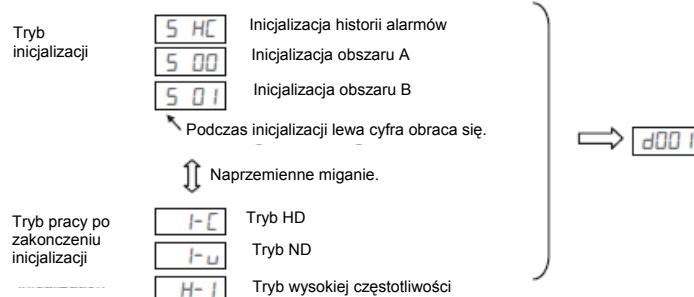 Tryb
inicjalizacji
5 HC Inicjalizacja historii alarmów
5 00 Inicjalizacja obszaru A
5 01 Inicjalizacja obszaru B
Podczas inicjalizacji lewa cyfra obraca się.
d001
Naprzemienne miganie.
Tryb pracy po
zakonczeniu
inicjalizacji
I-C Tryb HD
I-u Tryb ND
H-I Tryb wysokiej częstotliwości